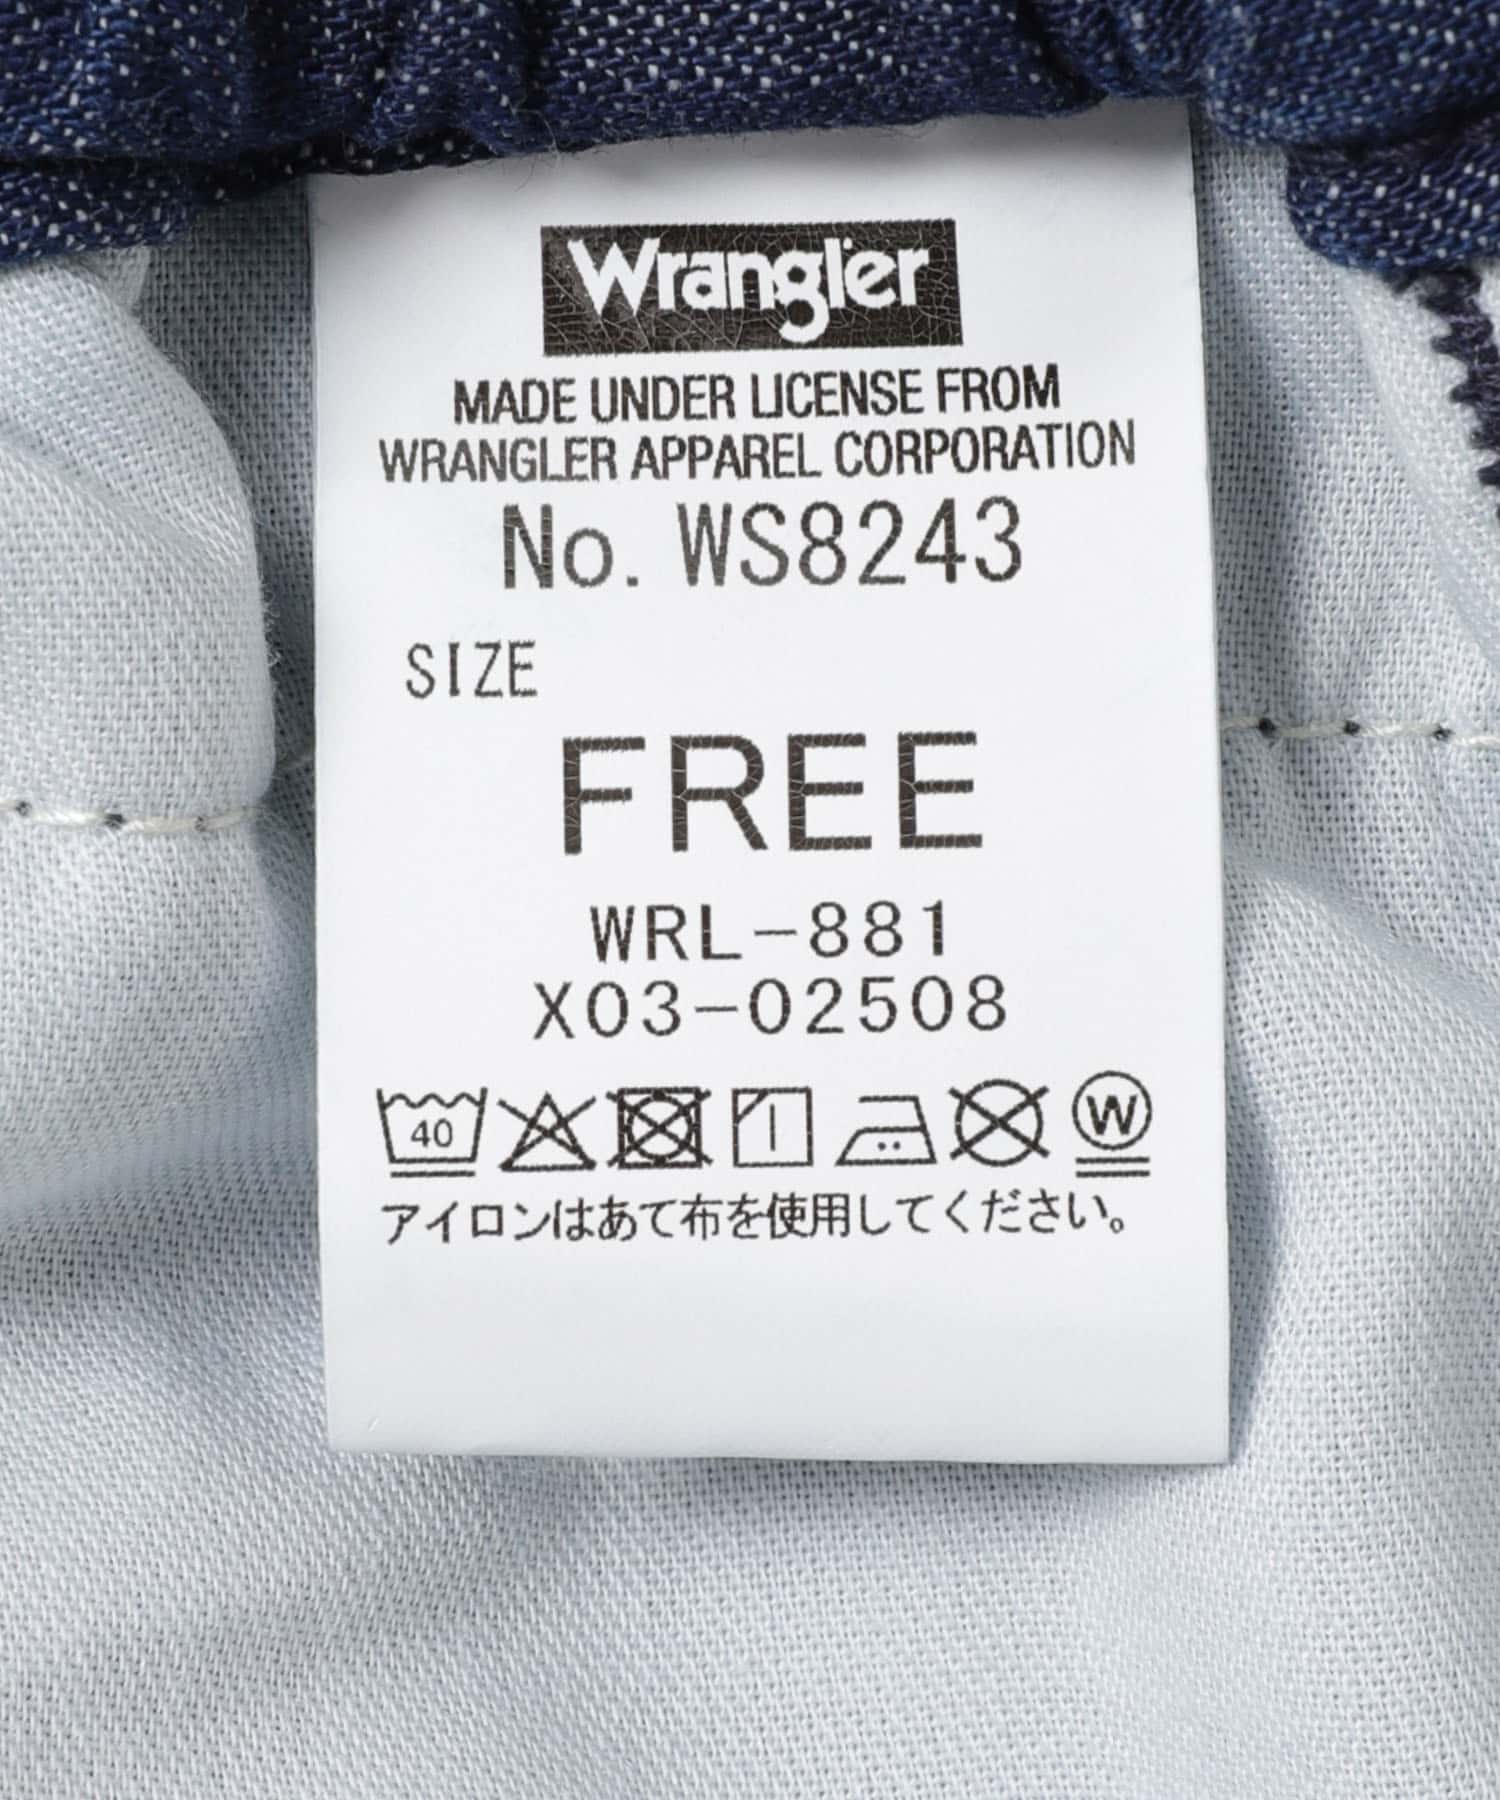 Wrangler
MADE UNDER LICENSE FROM
WRANGLER APPAREL CORPORATION
No. WS8243
SIZE
FREE
WRL-881
X03-02508
40 W
アイロンはあて布を使用してください。